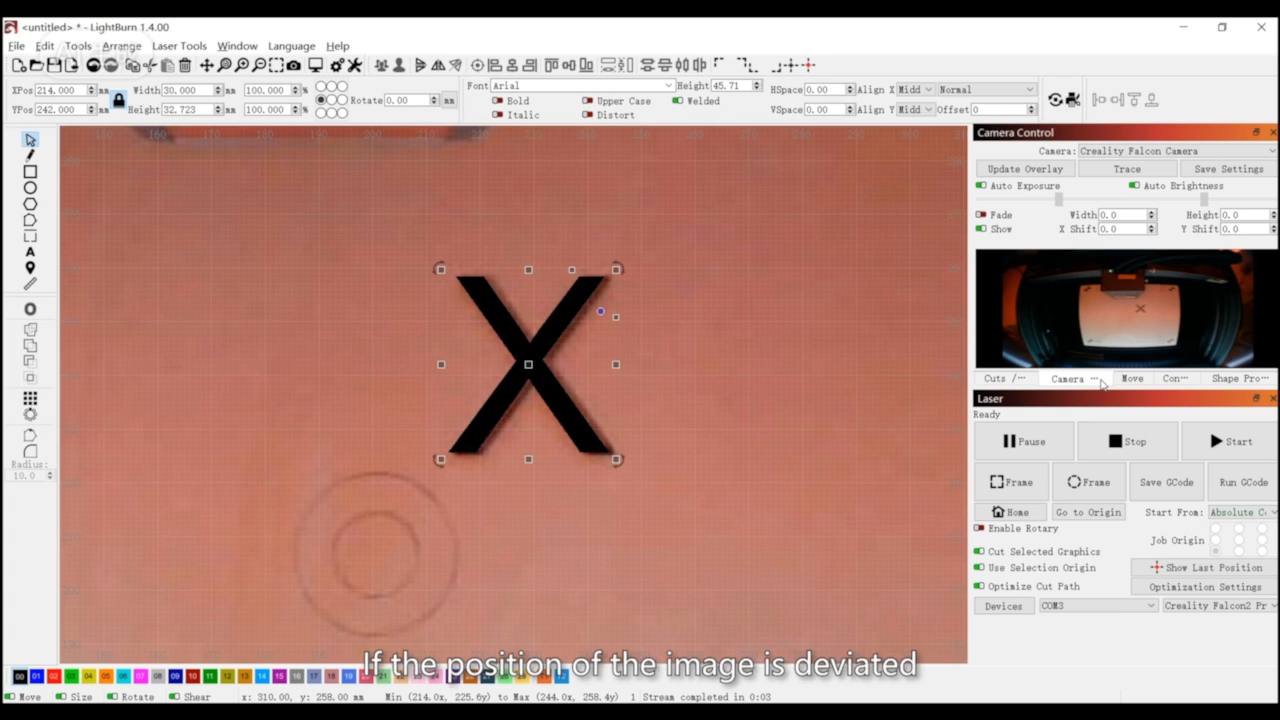 <untitled> * - LightBurn 1.4.00
File Edit Tools Arrange Laser Tools Window Language Help
XPos 214.000 mm Width 30.000 mm 100.000 %
YPos 242.000 mm Height 32.723 mm 100.000 %
Rotate 0.00 mm
Font Arial Height 45.71
Bold Upper Case Welded
Italic Distort
HSpace 0.00 Align X Midd Normal
VSpace 0.00 Align Y Midd Offset 0
Camera Control
Camera: Creality Falcon Camera
Update Overlay Trace Save Settings
Auto Exposure Auto Brightness
Fade Width 0.0 Height 0.0
Show X Shift 0.0 Y Shift 0.0
X
Cuts /... Camera ... Move Con... Shape Pro...
Laser
Ready
Pause Stop Start
Frame Frame Save GCode Run GCode
Home Go to Origin Start From: Absolute C
Enable Rotary
Job Origin
Cut Selected Graphics
Use Selection Origin Show Last Position
Optimize Cut Path Optimization Settings
Devices COM3 Creality Falcon2 Pr
Radius:
10.0
If the position of the image is deviated
00 01 02 03 04 05 06 07 08 09 10 11 12 13 14 15 16 17 18 19
Move Size Rotate Shear x: 310.00, y: 258.00 mm Min (214.0x, 225.6y) to Max (244.0x, 258.4y) 1 Stream completed in 0:03